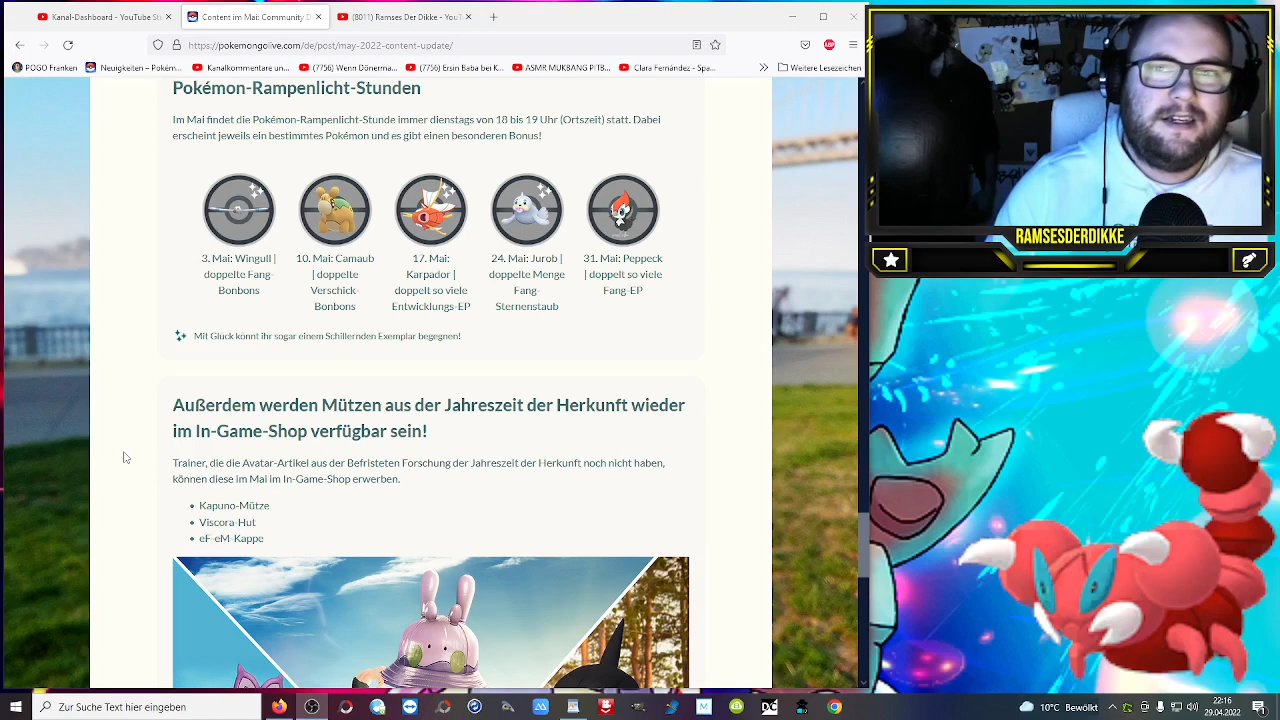 Kanal-Dashboard - YouTube St
Content im Mai: Community D
(801) Ramses Der Dikke - YouT
https://pokemongolive.com/de/post/may-2022-content-update/
POGO Franken
Neuigkeiten – Pokém
Kanalkommentare un
(776) Wenn Dönerma
(756) Ersin Baba bei K
ASMR MUKBANG PITB
Clara Fernández - Spa
Weitere Lesezeichen
Pokémon-Rampenlicht-Stunden
Im Mai findet die Pokémon-Rampenlicht-Stunde immer dienstags von 18 bis 19 Uhr (Ortszeit) statt. Dabei
erscheint jeweils ein bestimmtes Pokémon und es gibt einen besonderen Bonus!
3. Mai: Wingull |
doppelte Fang-
Bonbons
10. Mai: Camaub
| doppelte
Verschick-
Bonbons
17. Mai:
Karpador |
doppelt so viele
Entwicklungs-EP
24. Mai: Jurob |
doppelte Menge
Fang-
Sternenstaub
31. Mai: Peppeck
| doppelt so viele
Fang-EP
Mit Glück könnt ihr sogar einem Schillernden Exemplar begegnen!
Außerdem werden Mützen aus der Jahreszeit der Herkunft wieder
im In-Game-Shop verfügbar sein!
Trainer, die die Avatar-Artikel aus der Befristeten Forschung der Jahreszeit der Herkunft noch nicht haben,
können diese im Mai im In-Game-Shop erwerben.
• Kapuno-Mütze
• Viscora-Hut
• eF-eM-Kappe
RAMSESDERDIKKE
Zur Suche Text hier eingeben
10°C Bewölkt
22:16
29.04.2022